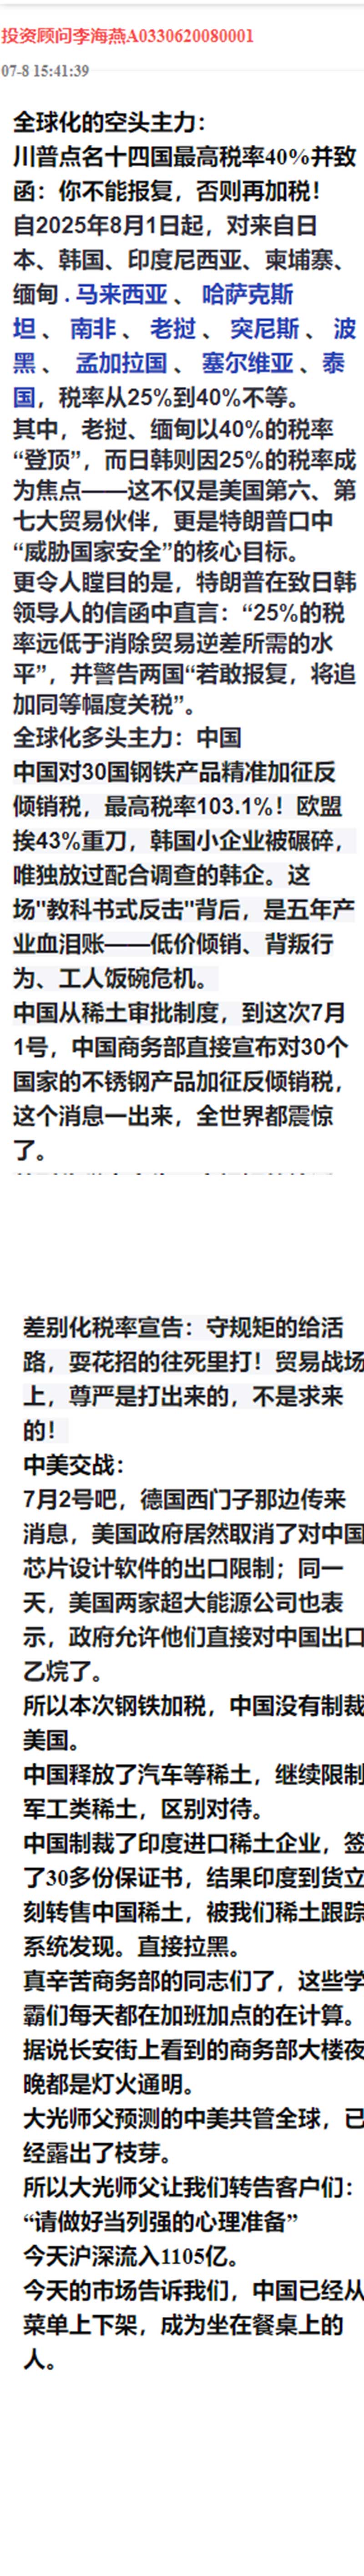 投资顾问李海燕A0330620080001
07-8 15:41:39
全球化的空头主力：
川普点名十四国最高税率40%并致
函：你不能报复，否则再加税！
自2025年8月1日起，对来自日
本、韩国、印度尼西亚、柬埔寨、
缅甸 . 马来西亚 、 哈萨克斯
坦 、 南非 、 老挝 、 突尼斯 、 波
黑 、 孟加拉国 、 塞尔维亚 、泰
国，税率从25%到40%不等。
其中，老挝、缅甸以40%的税率
“登顶”，而日韩则因25%的税率成
为焦点——这不仅是美国第六、第
七大贸易伙伴，更是特朗普口中
“威胁国家安全”的核心目标。
更令人瞠目的是，特朗普在致日韩
领导人的信函中直言：“25%的税
率远低于消除贸易逆差所需的水
平”，并警告两国“若敢报复，将追
加同等幅度关税”。
全球化多头主力：中国
中国对30国钢铁产品精准加征反
倾销税，最高税率103.1%！欧盟
挨43%重刀，韩国小企业被碾碎，
唯独放过配合调查的韩企。这
场"教科书式反击"背后，是五年产
业血泪账——低价倾销、背叛行
为、工人饭碗危机。
中国从稀土审批制度，到这次7月
1号，中国商务部直接宣布对30个
国家的不锈钢产品加征反倾销税，
这个消息一出来，全世界都震惊
了。
差别化税率宣告：守规矩的给活
路，耍花招的往死里打！贸易战场
上，尊严是打出来的，不是求来
的！
中美交战：
7月2号吧，德国西门子那边传来
消息，美国政府居然取消了对中国
芯片设计软件的出口限制；同一
天，美国两家超大能源公司也表
示，政府允许他们直接对中国出口
乙烷了。
所以本次钢铁加税，中国没有制裁
美国。
中国释放了汽车等稀土，继续限制
军工类稀土，区别对待。
中国制裁了印度进口稀土企业，签
了30多份保证书，结果印度到货立
刻转售中国稀土，被我们稀土跟踪
系统发现。直接拉黑。
真辛苦商务部的同志们了，这些学
霸们每天都在加班加点的在计算。
据说长安街上看到的商务部大楼夜
晚都是灯火通明。
大光师父预测的中美共管全球，已
经露出了枝芽。
所以大光师父让我们转告客户们：
“请做好当列强的心理准备”
今天沪深流入1105亿。
今天的市场告诉我们，中国已经从
菜单上下架，成为坐在餐桌上的
人。